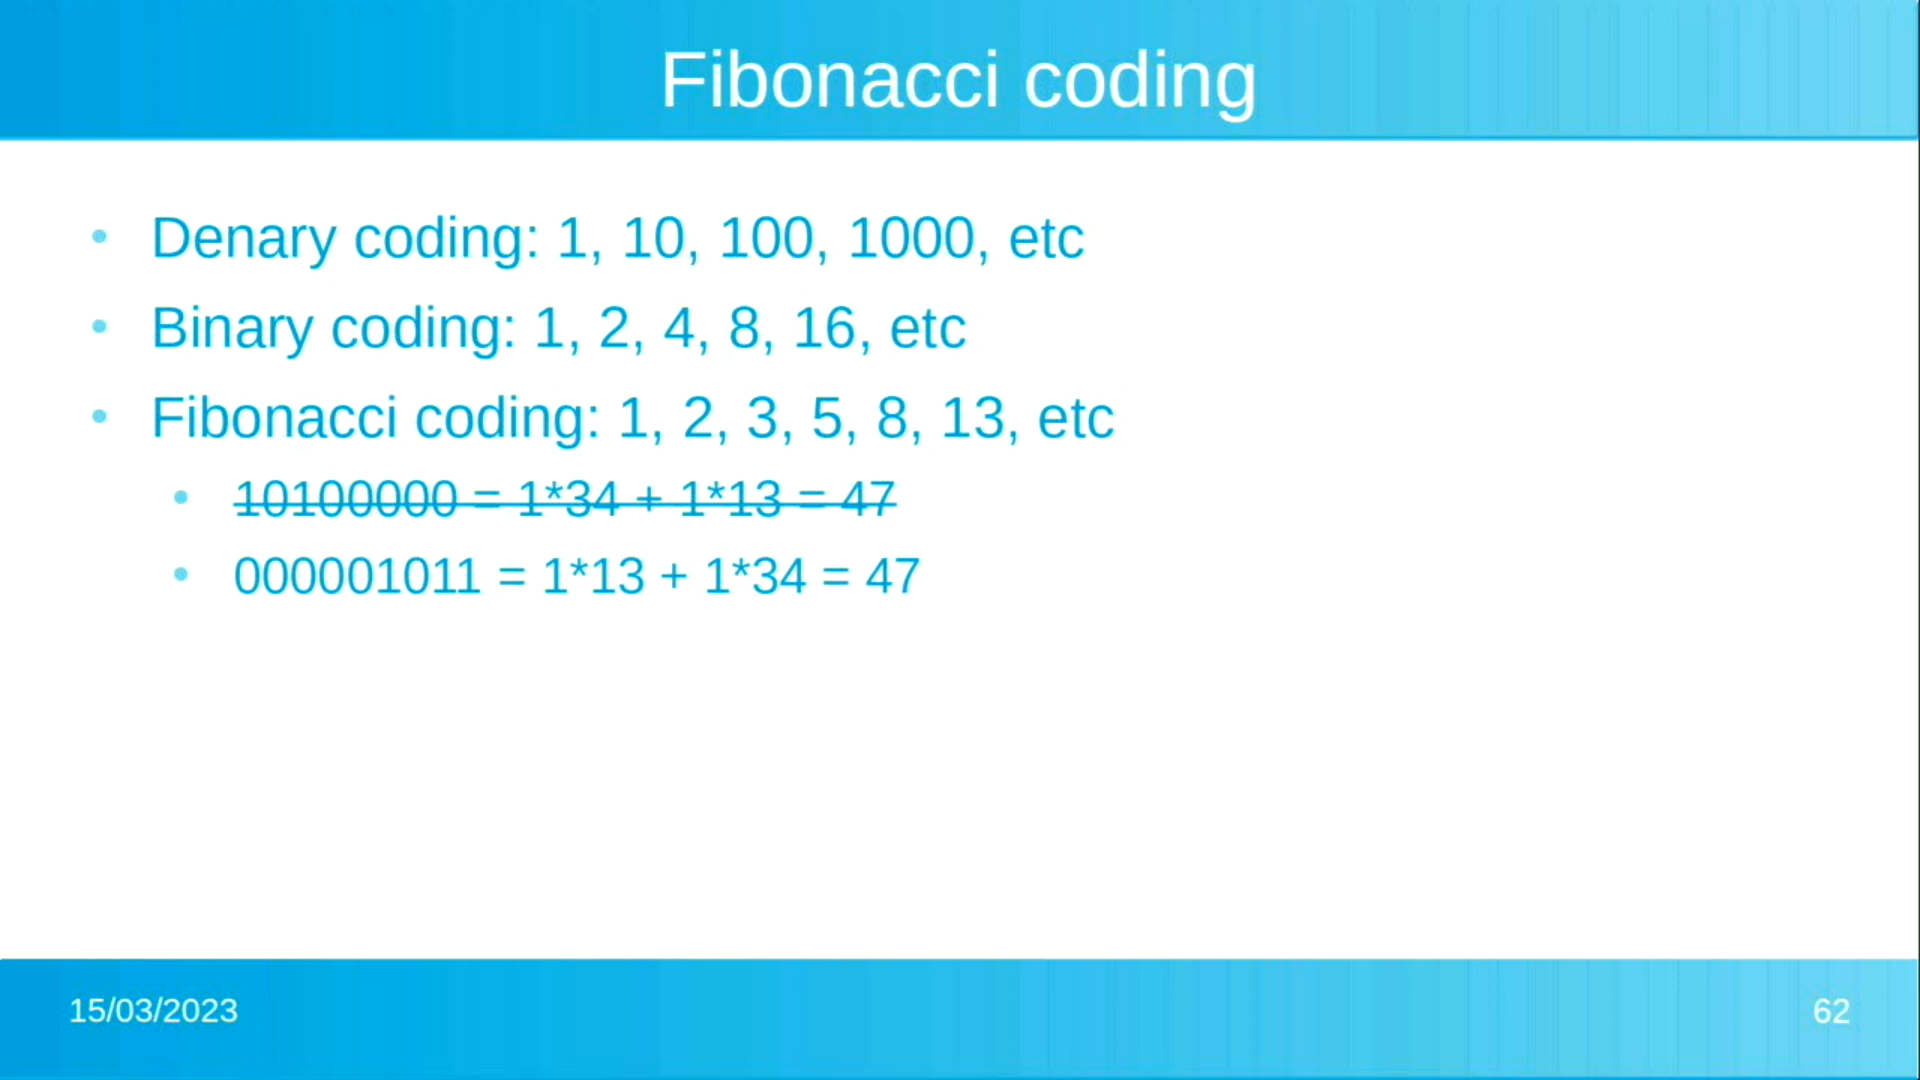 Fibonacci coding
• Denary coding: 1, 10, 100, 1000, etc
• Binary coding: 1, 2, 4, 8, 16, etc
• Fibonacci coding: 1, 2, 3, 5, 8, 13, etc
• 10100000 = 1*34 + 1*13 = 47
• 000001011 = 1*13 + 1*34 = 47
15/03/2023
62